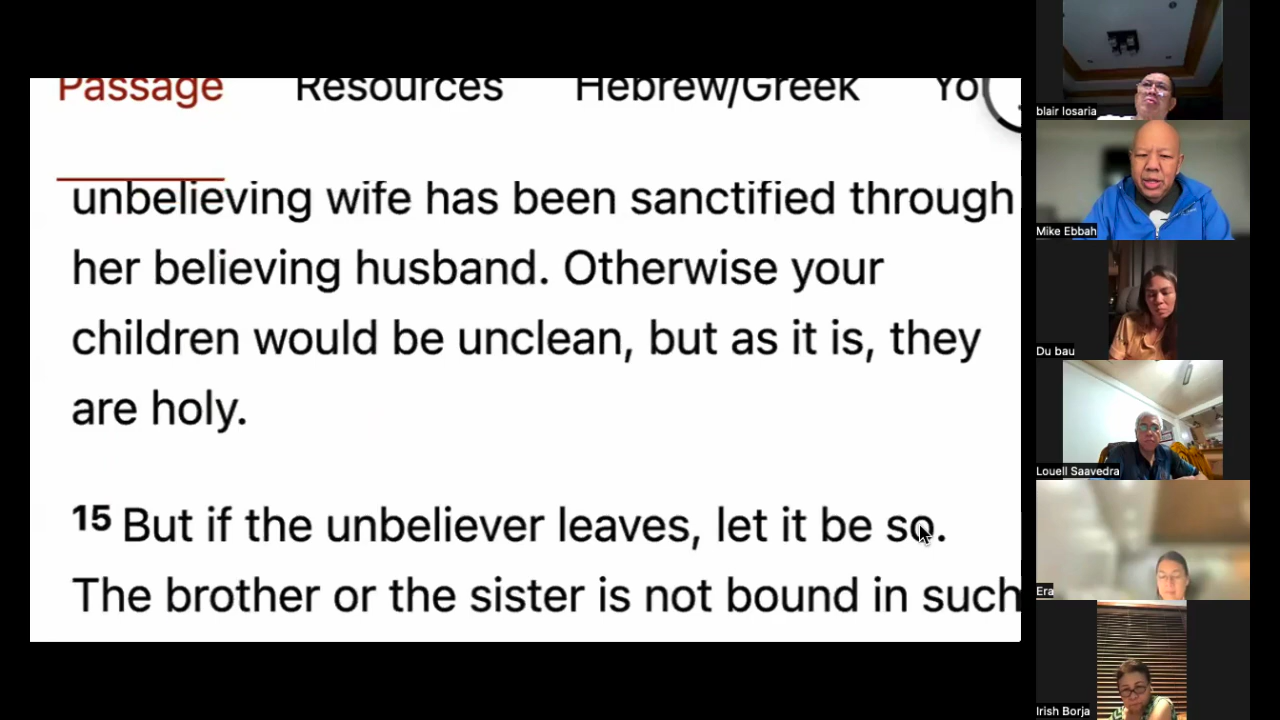 Passage Resources Hebrew/Greek Yo
unbelieving wife has been sanctified through
her believing husband. Otherwise your
children would be unclean, but as it is, they
are holy.
15 But if the unbeliever leaves, let it be so.
The brother or the sister is not bound in such
blair losaria
Mike Ebbah
Du bau
Louell Saavedra
Era
Irish Borja